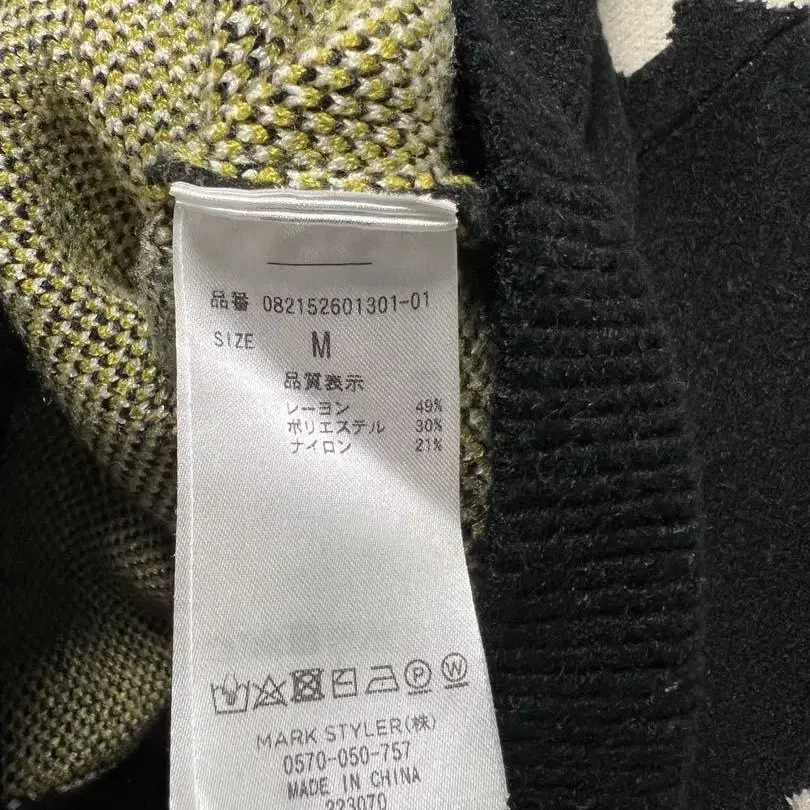 品番 082152601301-01
SIZE M
品質表示
レーヨン 49%
ポリエステル 30%
ナイロン 21%
P W
MARK STYLER(株)
0570-050-757
MADE IN CHINA
223070